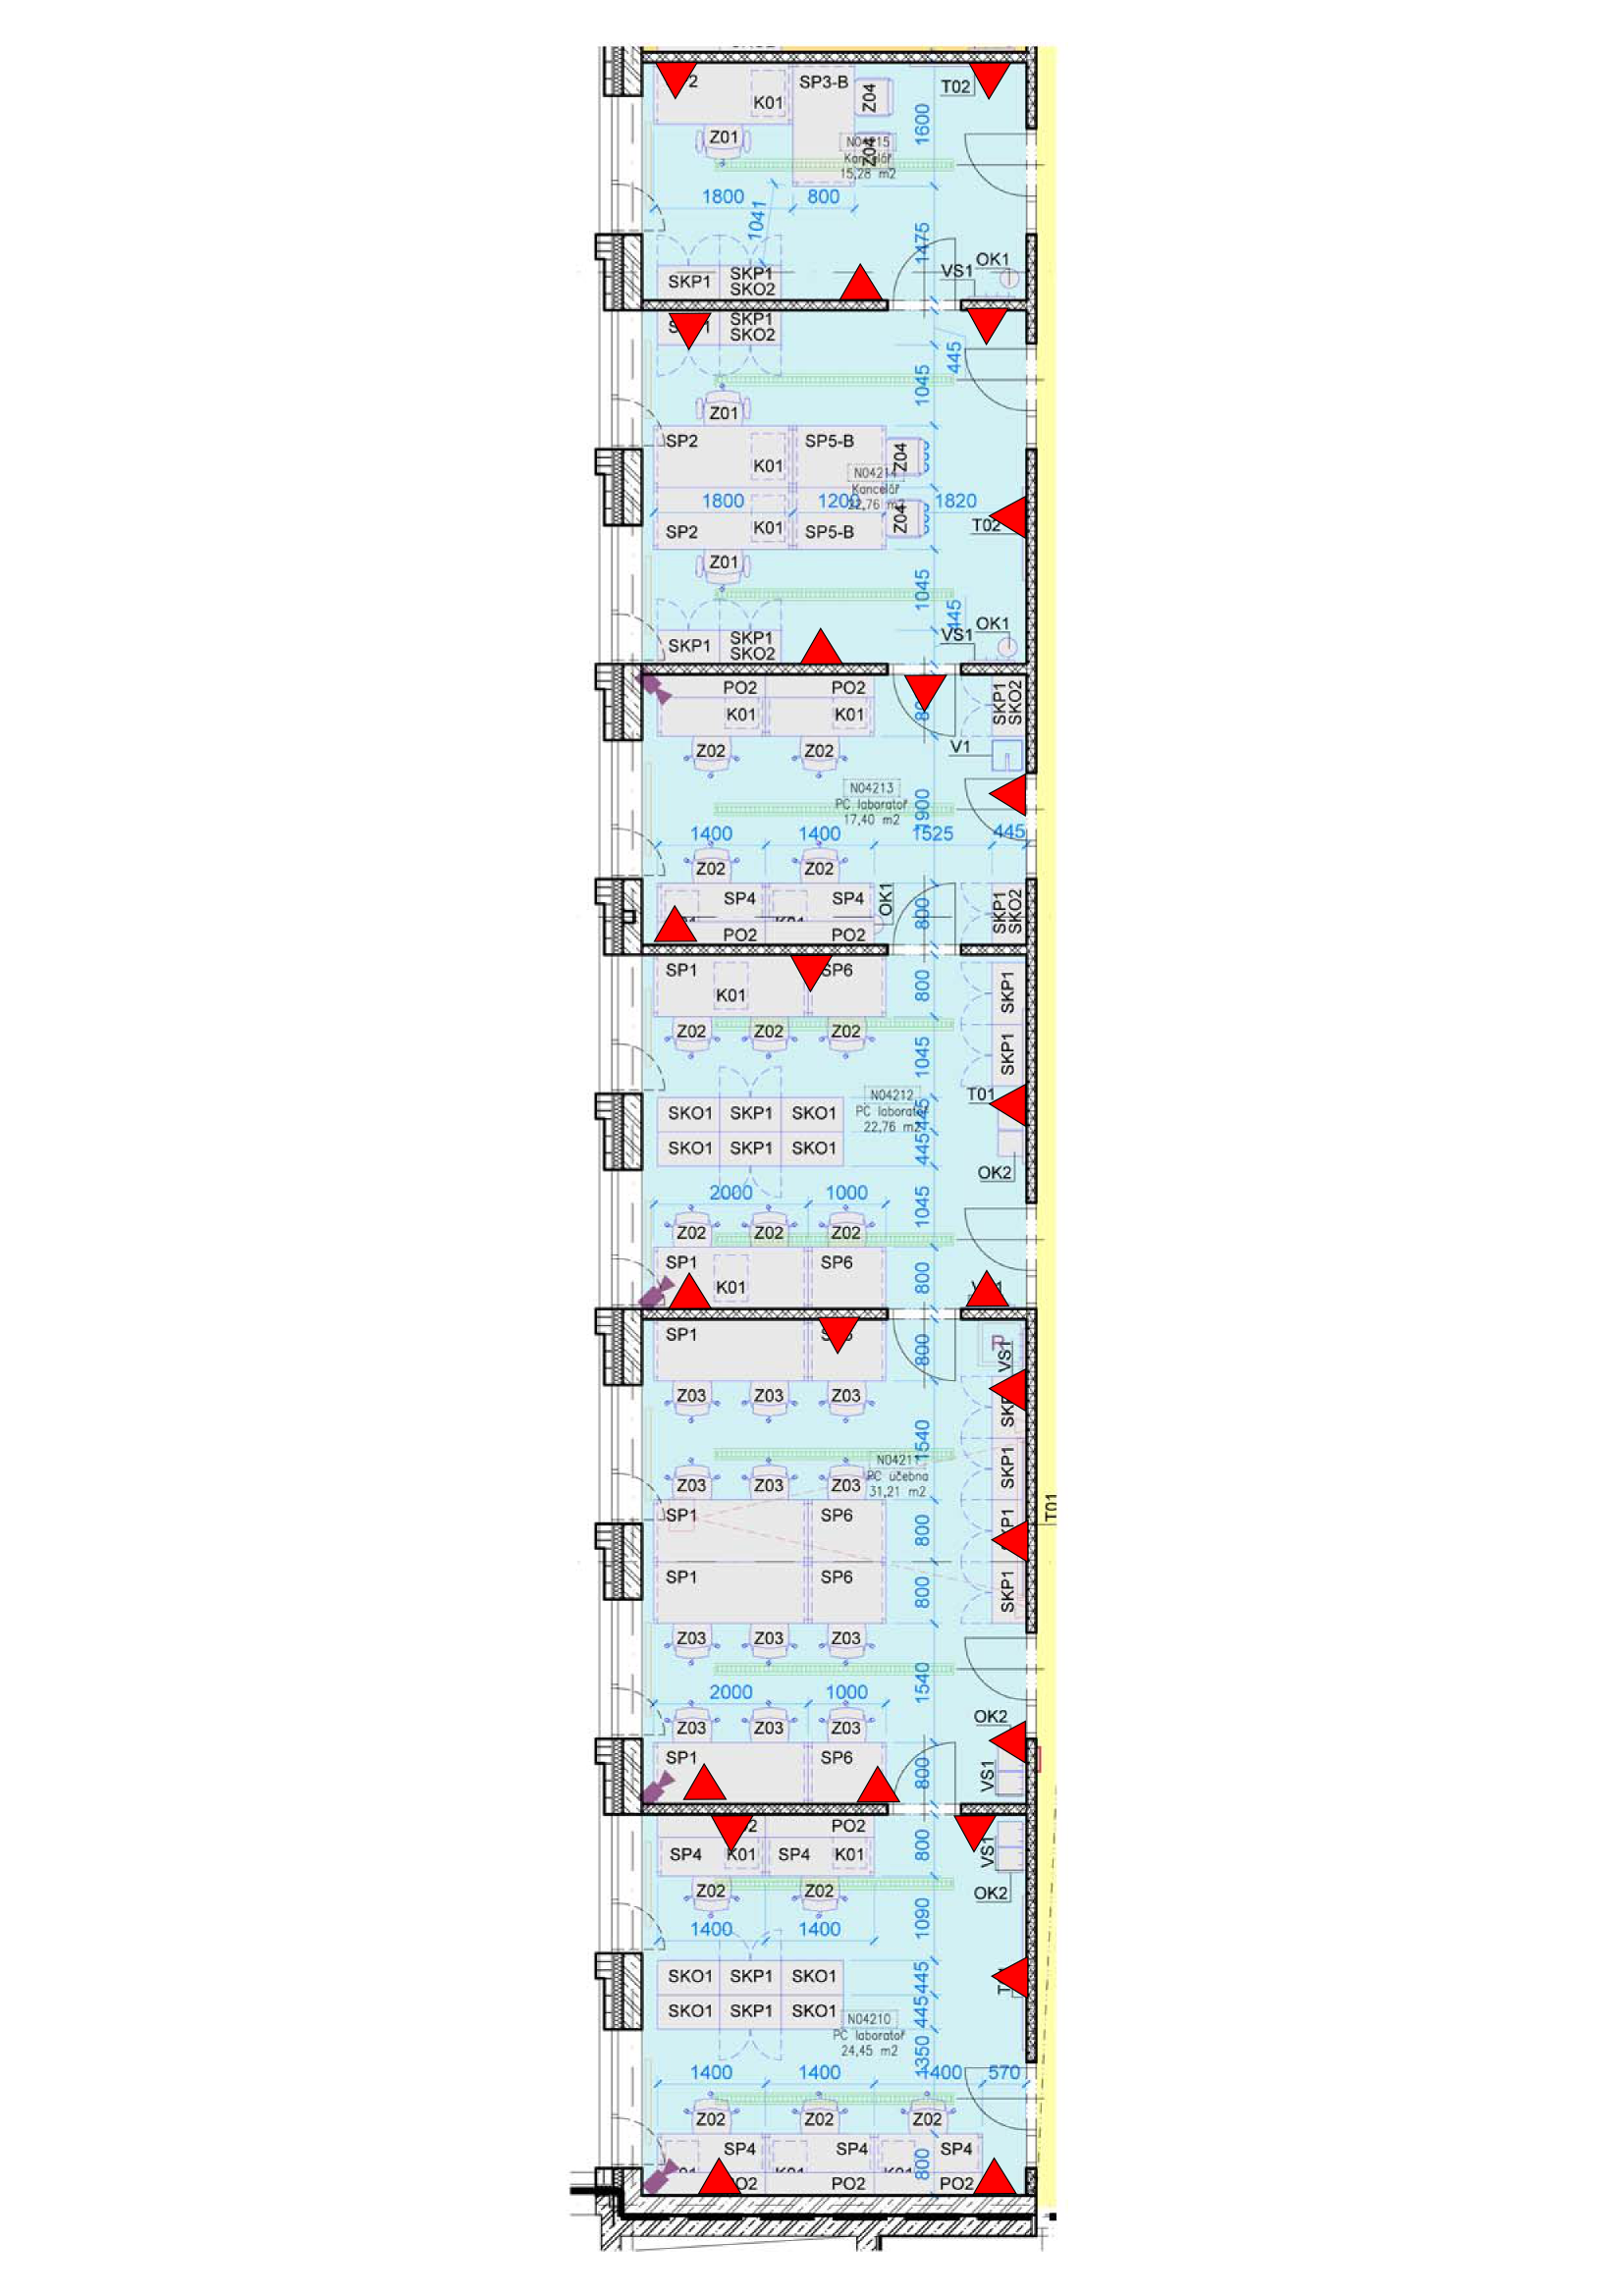 K01
SP3-B
Z04
T02
Z01
Z04
N04215
Kancelář
15,28 m2
1600
1800
800
1041
1475
SKP1
SKP1
SKO2
VS1
OK1
SKP1
SKO2
445
1045
Z01
SP2
K01
SP5-B
Z04
N04214
Kancelář
22,76 m2
1800
1200
1820
SP2
K01
SP5-B
Z04
T02
Z01
1045
445
SKP1
SKP1
SKO2
VS1
OK1
PO2
PO2
K01
K01
SKP1
SKO2
Z02
Z02
V1
N04213
PC laboratoř
17,40 m2
1900
1400
1400
1525
445
Z02
Z02
SP4
SP4
OK1
800
SKP1
SKO2
PO2
PO2
SP1
K01
SP6
800
SKP1
Z02
Z02
Z02
1045
SKP1
N04212
PC laboratoř
22,76 m2
T01
SKO1
SKP1
SKO1
445
SKO1
SKP1
SKO1
445
OK2
2000
1000
1045
Z02
Z02
Z02
SP1
K01
SP6
800
SP1
800
VS1
Z03
Z03
Z03
1540
SKP1
N04211
PC učebna
31,21 m2
Z03
Z03
Z03
T01
SP1
SP6
800
SP1
SP6
800
SKP1
Z03
Z03
Z03
1540
2000
1000
OK2
Z03
Z03
Z03
SP1
SP6
800
VS1
PO2
SP4
K01
SP4
K01
800
VS1
Z02
Z02
OK2
1090
1400
1400
SKO1
SKP1
SKO1
445
SKO1
SKP1
SKO1
445
N04210
PC laboratoř
24,45 m2
1350
1400
1400
1400
570
Z02
Z02
Z02
SP4
SP4
SP4
800
PO2
PO2